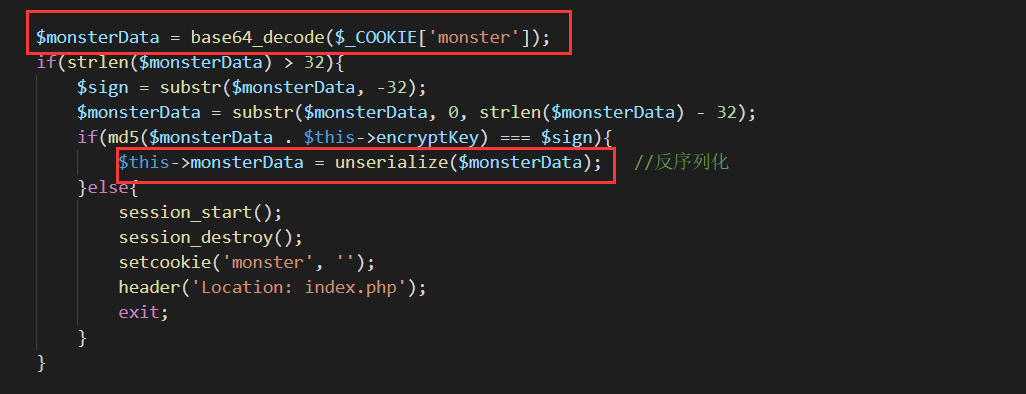 $monsterData = base64_decode($_COOKIE['monster']);
if(strlen($monsterData) > 32){
    $sign = substr($monsterData, -32);
    $monsterData = substr($monsterData, 0, strlen($monsterData) - 32);
    if(md5($monsterData . $this->encryptKey) === $sign){
        $this->monsterData = unserialize($monsterData);   //反序列化
    }else{
        session_start();
        session_destroy();
        setcookie('monster', '');
        header('Location: index.php');
        exit;
    }
}